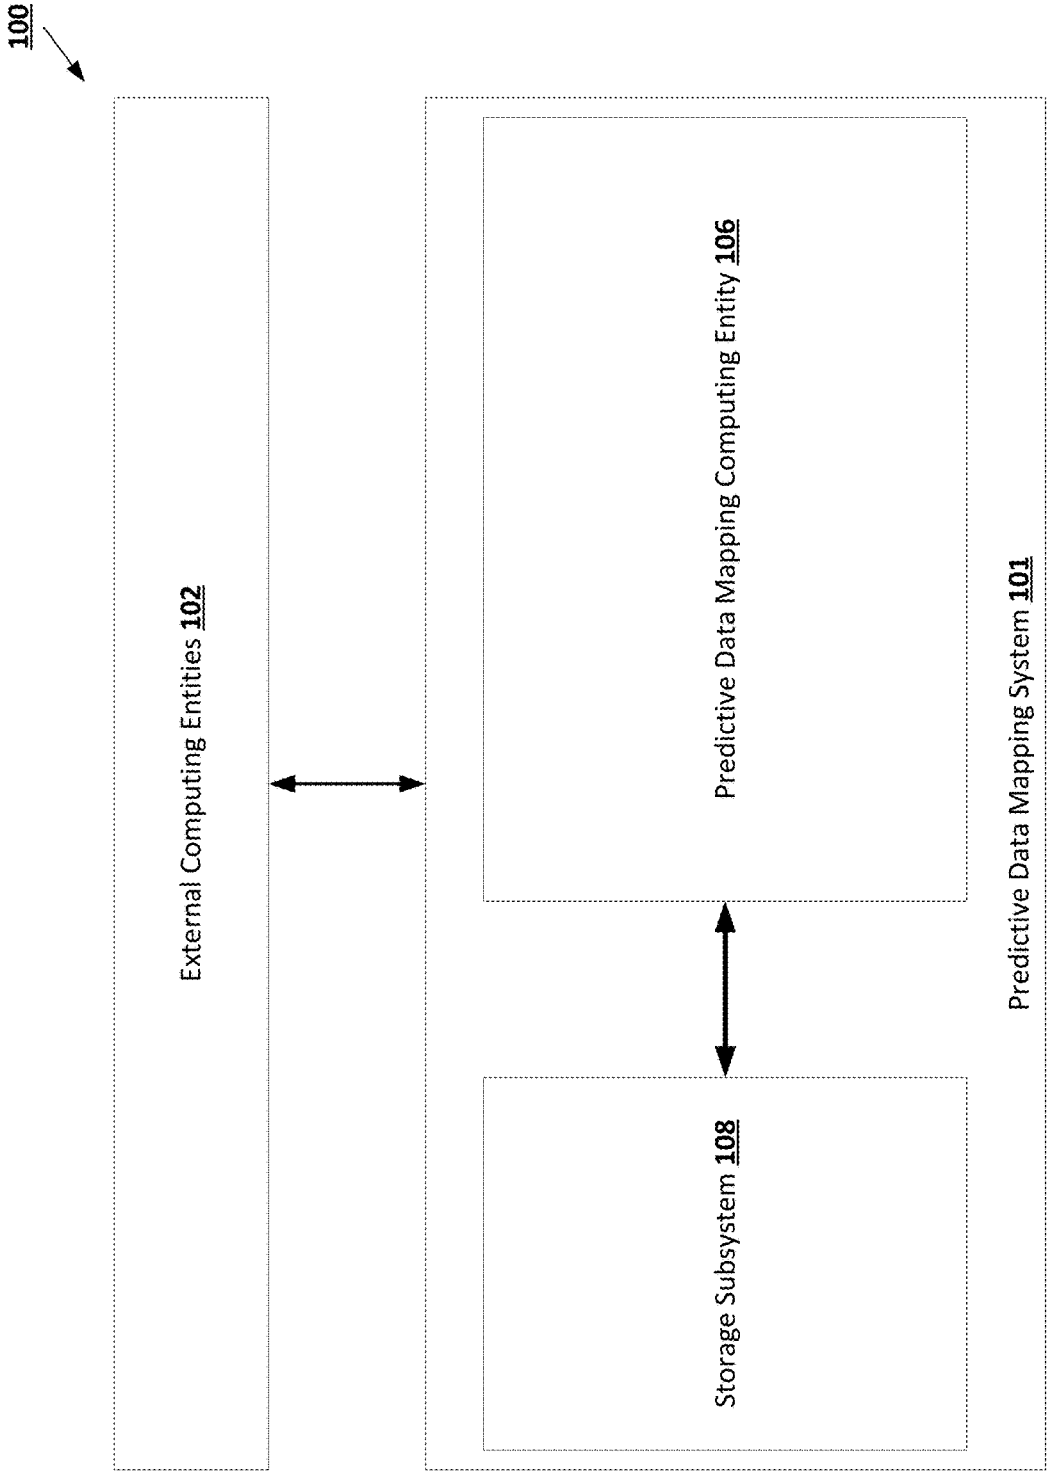 100
External Computing Entities 102
Storage Subsystem 108
Predictive Data Mapping Computing Entity 106
Predictive Data Mapping System 101